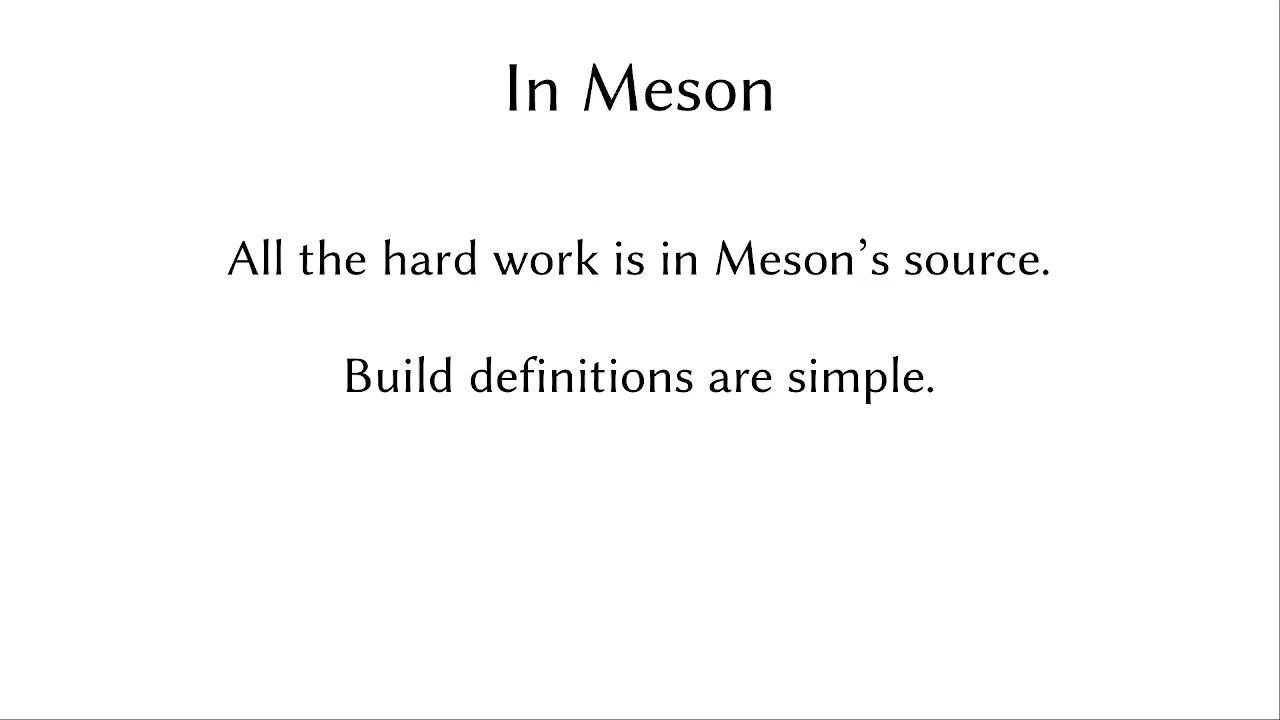 In Meson
All the hard work is in Meson’s source.
Build definitions are simple.